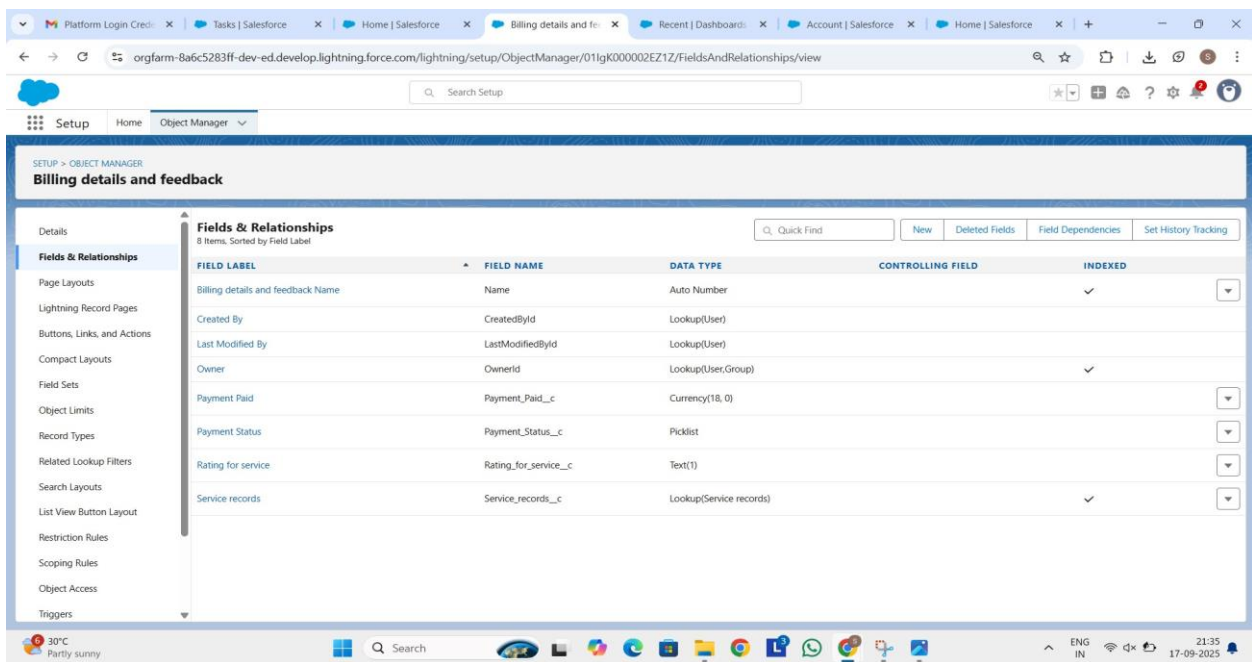 Platform Login Crede
Tasks | Salesforce
Home | Salesforce
Billing details and fee
Recent | Dashboards
Account | Salesforce
Home | Salesforce
orgfarm-8a6c5283ff-dev-ed.develop.lightning.force.com/lightning/setup/ObjectManager/01IgK000002EZ1Z/FieldsAndRelationships/view
S
Search Setup
2
Setup Home Object Manager
SETUP > OBJECT MANAGER
Billing details and feedback
Details
Fields & Relationships
Page Layouts
Lightning Record Pages
Buttons, Links, and Actions
Compact Layouts
Field Sets
Object Limits
Record Types
Related Lookup Filters
Search Layouts
List View Button Layout
Restriction Rules
Scoping Rules
Object Access
Triggers
Fields & Relationships
8 Items, Sorted by Field Label
Quick Find
New Deleted Fields Field Dependencies Set History Tracking
FIELD LABEL FIELD NAME DATA TYPE CONTROLLING FIELD INDEXED
Billing details and feedback Name Name Auto Number
Created By CreatedById Lookup(User)
Last Modified By LastModifiedById Lookup(User)
Owner OwnerId Lookup(User,Group)
Payment Paid Payment_Paid__c Currency(18, 0)
Payment Status Payment_Status__c Picklist
Rating for service Rating_for_service__c Text(1)
Service records Service_records__c Lookup(Service records)
6
30°C
Partly sunny
Search
3
ENG
IN
21:35
17-09-2025